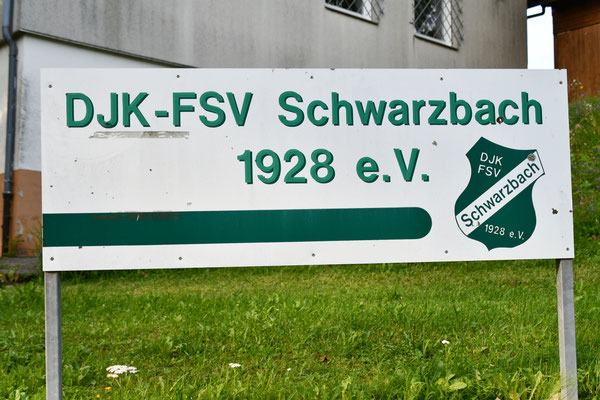 DJK-FSV Schwarzbach
1928 e.V.
DJK
FSV
Schwarzbach
1928 e.V.